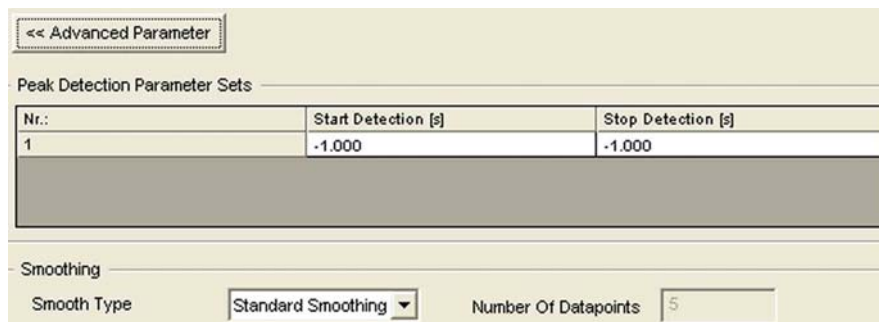 << Advanced Parameter
Peak Detection Parameter Sets
Nr.: Start Detection [s] Stop Detection [s]
1 -1.000 -1.000
Smoothing
Smooth Type Standard Smoothing Number Of Datapoints 5